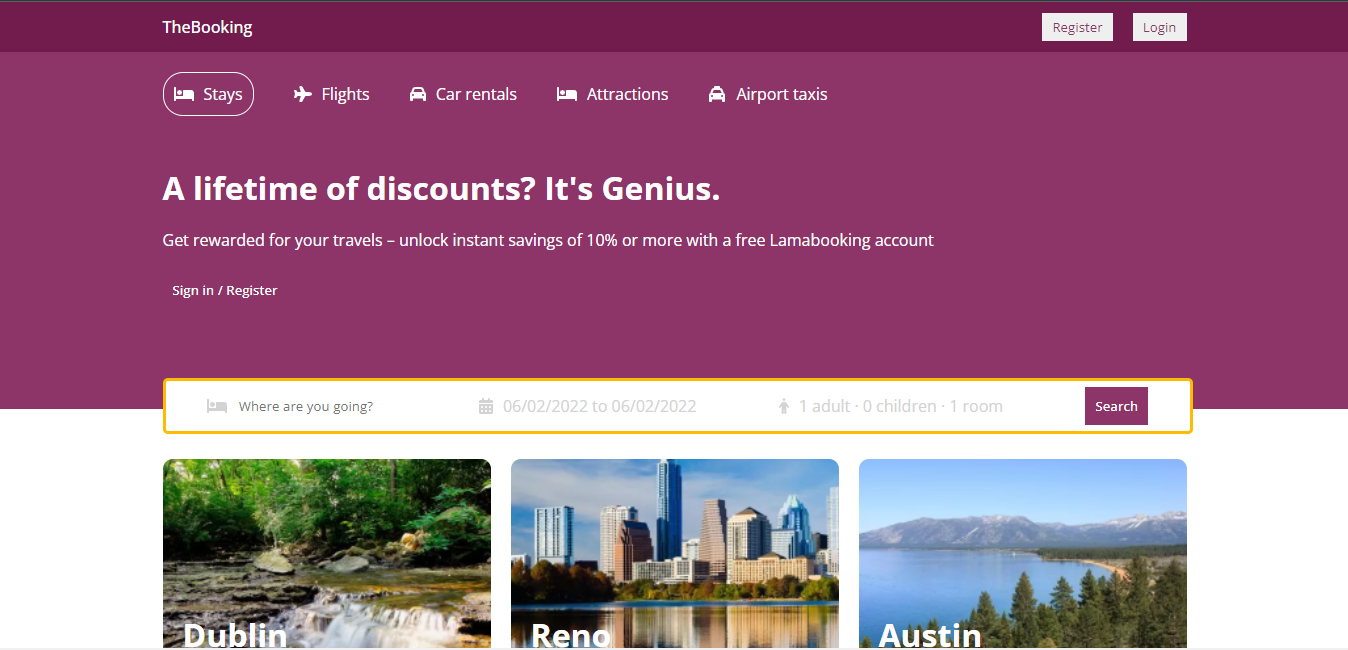 TheBooking
Register
Login
Stays
Flights
Car rentals
Attractions
Airport taxis
A lifetime of discounts? It's Genius.
Get rewarded for your travels – unlock instant savings of 10% or more with a free Lamabooking account
Sign in / Register
Where are you going?
06/02/2022 to 06/02/2022
1 adult · 0 children · 1 room
Search
Dublin
Reno
Austin